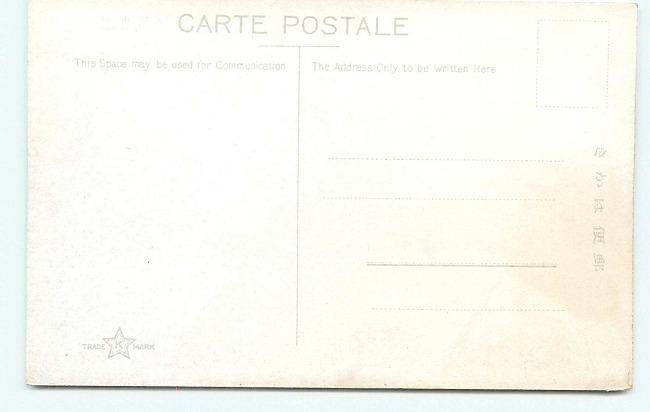 CARTE POSTALE
This Space may be used for Communication
The Address Only to be Written Here
きかは便郵
TRADE K MARK